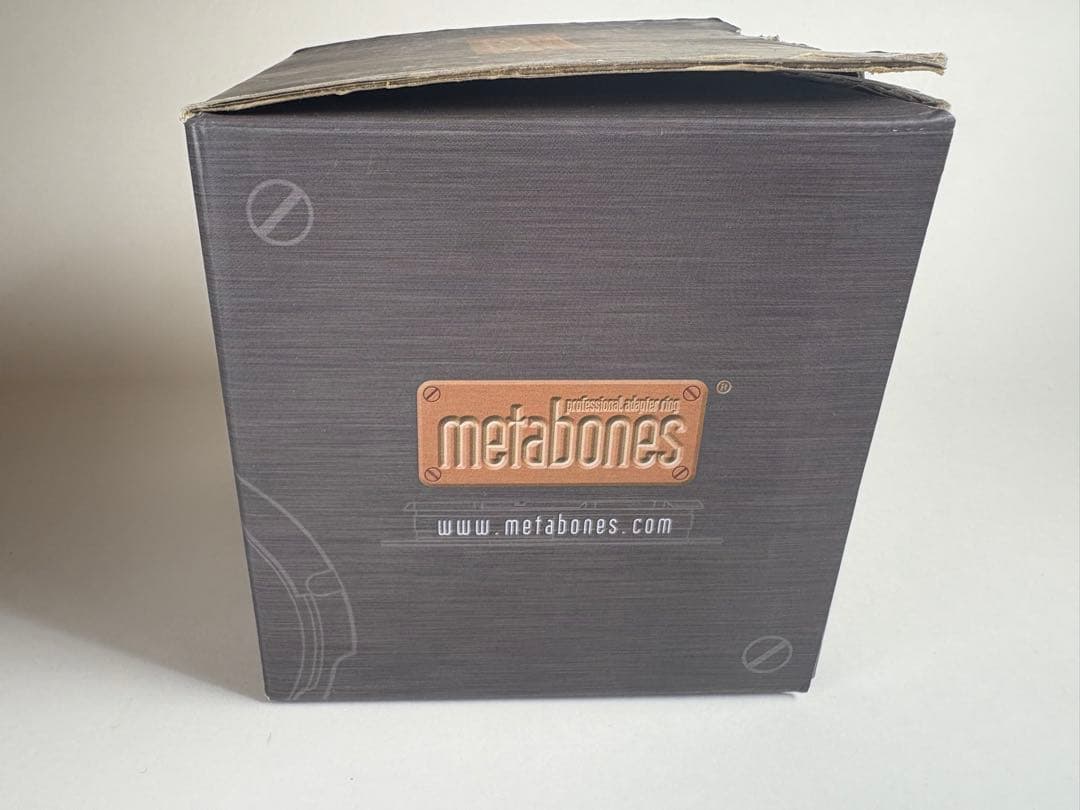 professional adapter ring
metabones®
www.metabones.com